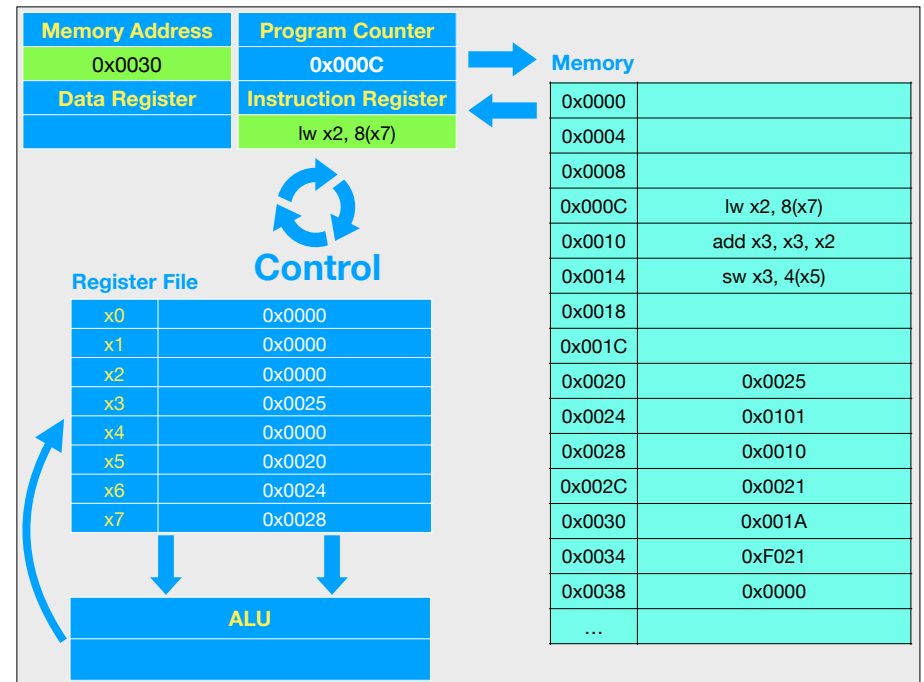 Memory Address Program Counter
0x0030 0x000C
Data Register Instruction Register
lw x2, 8(x7)
Control
Register File
x0 0x0000
x1 0x0000
x2 0x0000
x3 0x0025
x4 0x0000
x5 0x0020
x6 0x0024
x7 0x0028
ALU
Memory
0x0000
0x0004
0x0008
0x000C lw x2, 8(x7)
0x0010 add x3, x3, x2
0x0014 sw x3, 4(x5)
0x0018
0x001C
0x0020 0x0025
0x0024 0x0101
0x0028 0x0010
0x002C 0x0021
0x0030 0x001A
0x0034 0xF021
0x0038 0x0000
…